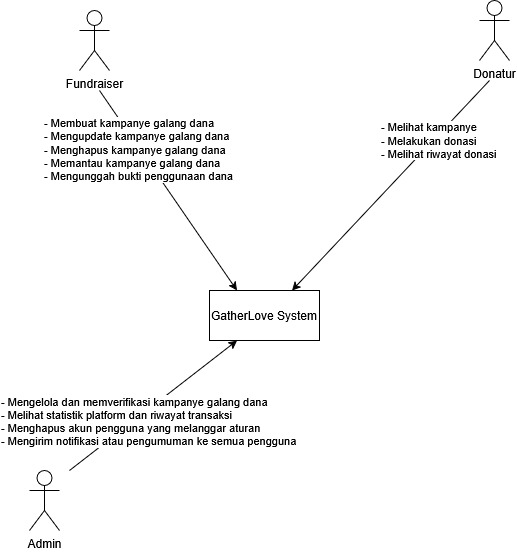 Fundraiser
- Membuat kampanye galang dana
- Mengupdate kampanye galang dana
- Menghapus kampanye galang dana
- Memantau kampanye galang dana
- Mengunggah bukti penggunaan dana
Donatur
- Melihat kampanye
- Melakukan donasi
- Melihat riwayat donasi
GatherLove System
- Mengelola dan memverifikasi kampanye galang dana
- Melihat statistik platform dan riwayat transaksi
- Menghapus akun pengguna yang melanggar aturan
- Mengirim notifikasi atau pengumuman ke semua pengguna
Admin